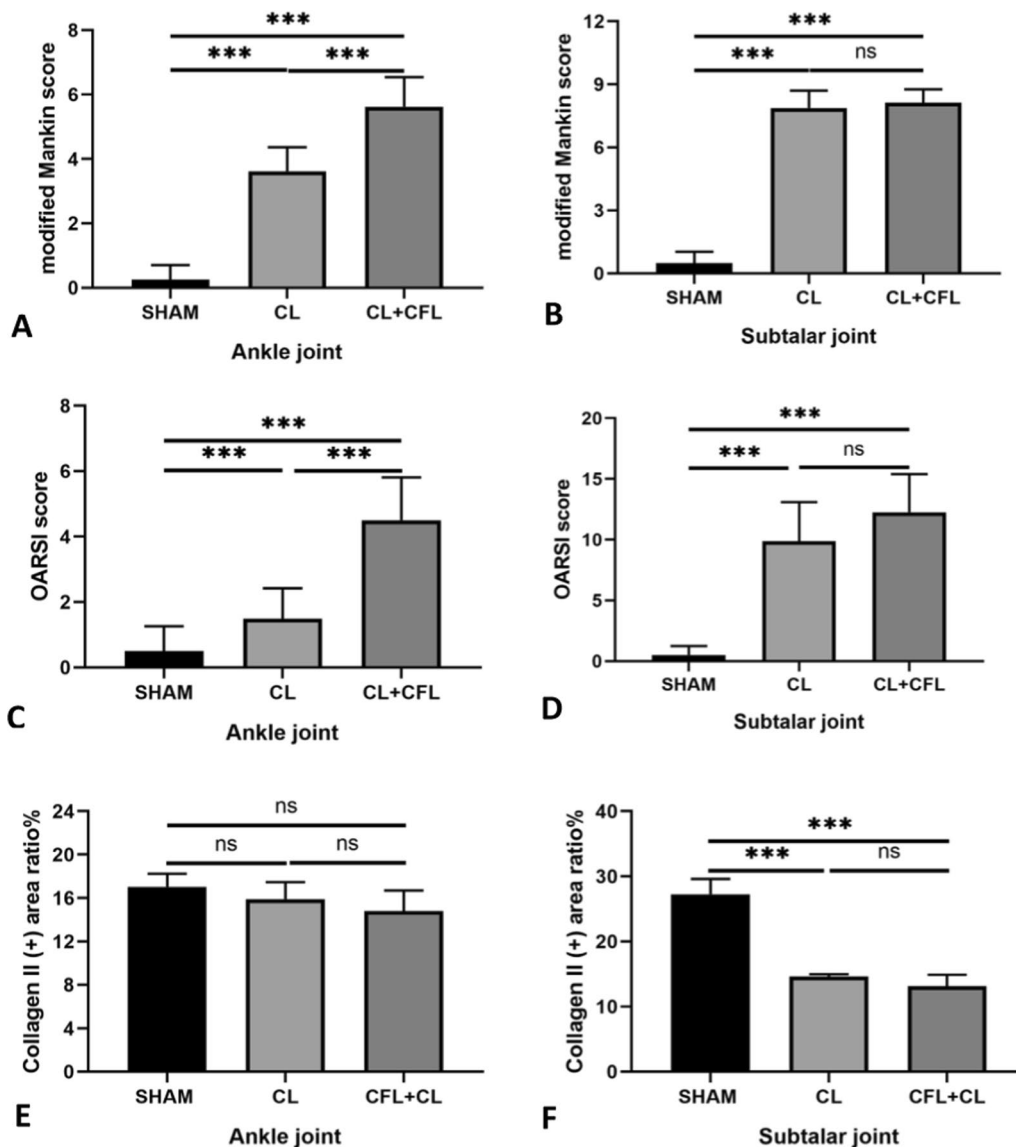 ***
*** ***
modified Mankin score
8
6
4
2
0
SHAM CL CL+CFL
Ankle joint
A
***
*** ns
modified Mankin score
12
9
6
3
0
SHAM CL CL+CFL
Subtalar joint
B
***
*** ***
OARSI score
8
6
4
2
0
SHAM CL CL+CFL
Ankle joint
C
***
*** ns
OARSI score
20
15
10
5
0
SHAM CL CL+CFL
Subtalar joint
D
ns
ns ns
Collagen II (+) area ratio%
24
20
16
12
8
4
0
SHAM CL CFL+CL
Ankle joint
E
***
*** ns
Collagen II (+) area ratio%
40
30
20
10
0
SHAM CL CFL+CL
Subtalar joint
F